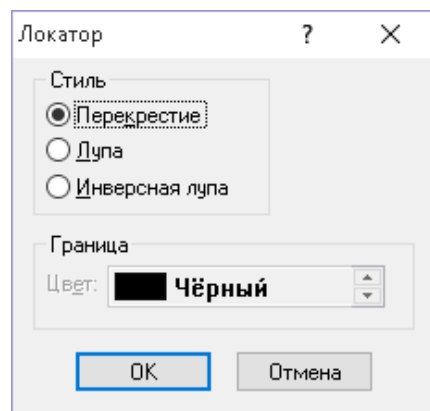 Локатор ?
Стиль
Перекрестие
Лупа
Инверсная лупа
Граница
Цвет: Чёрный
OK Отмена